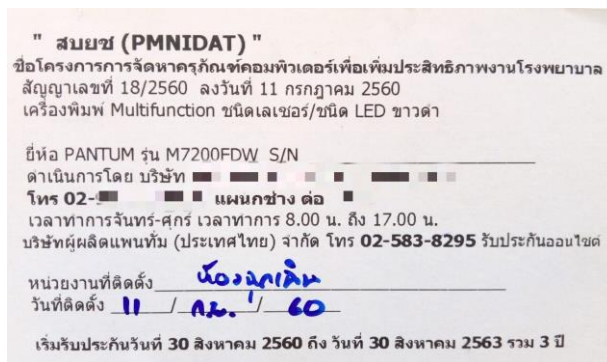 " สบยช (PMNIDAT) "
ชื่อโครงการการจัดหาครุภัณฑ์คอมพิวเตอร์เพื่อเพิ่มประสิทธิภาพงานโรงพยาบาล
สัญญาเลขที่ 18/2560 ลงวันที่ 11 กรกฎาคม 2560
เครื่องพิมพ์ Multifunction ชนิดเลเซอร์/ชนิด LED ขาวดำ
ยี่ห้อ PANTUM รุ่น M7200FDW S/N
ดำเนินการโดย บริษัท
โทร 02-9 แผนกช่าง ต่อ
เวลาทำการจันทร์-ศุกร์ เวลาทำการ 8.00 น. ถึง 17.00 น.
บริษัทผู้ผลิตแพนทั่ม (ประเทศไทย) จำกัด โทร 02-583-8295 รับประกันออนไซต์
หน่วยงานที่ติดตั้ง ห้องฉุกเฉิน
วันที่ติดตั้ง 11 / ก.ย. / 60
เริ่มรับประกันวันที่ 30 สิงหาคม 2560 ถึง วันที่ 30 สิงหาคม 2563 รวม 3 ปี